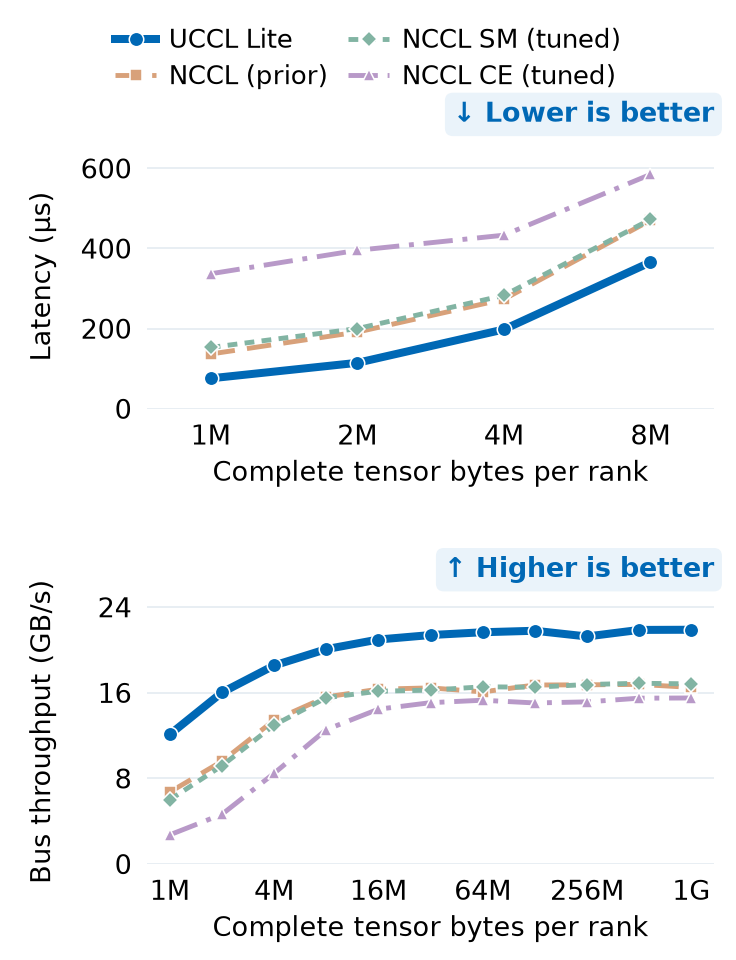 UCCL Lite
NCCL SM (tuned)
NCCL (prior)
NCCL CE (tuned)
↓ Lower is better
600
400
200
0
Latency (µs)
1M 2M 4M 8M
Complete tensor bytes per rank
↑ Higher is better
24
16
8
0
Bus throughput (GB/s)
1M 4M 16M 64M 256M 1G
Complete tensor bytes per rank